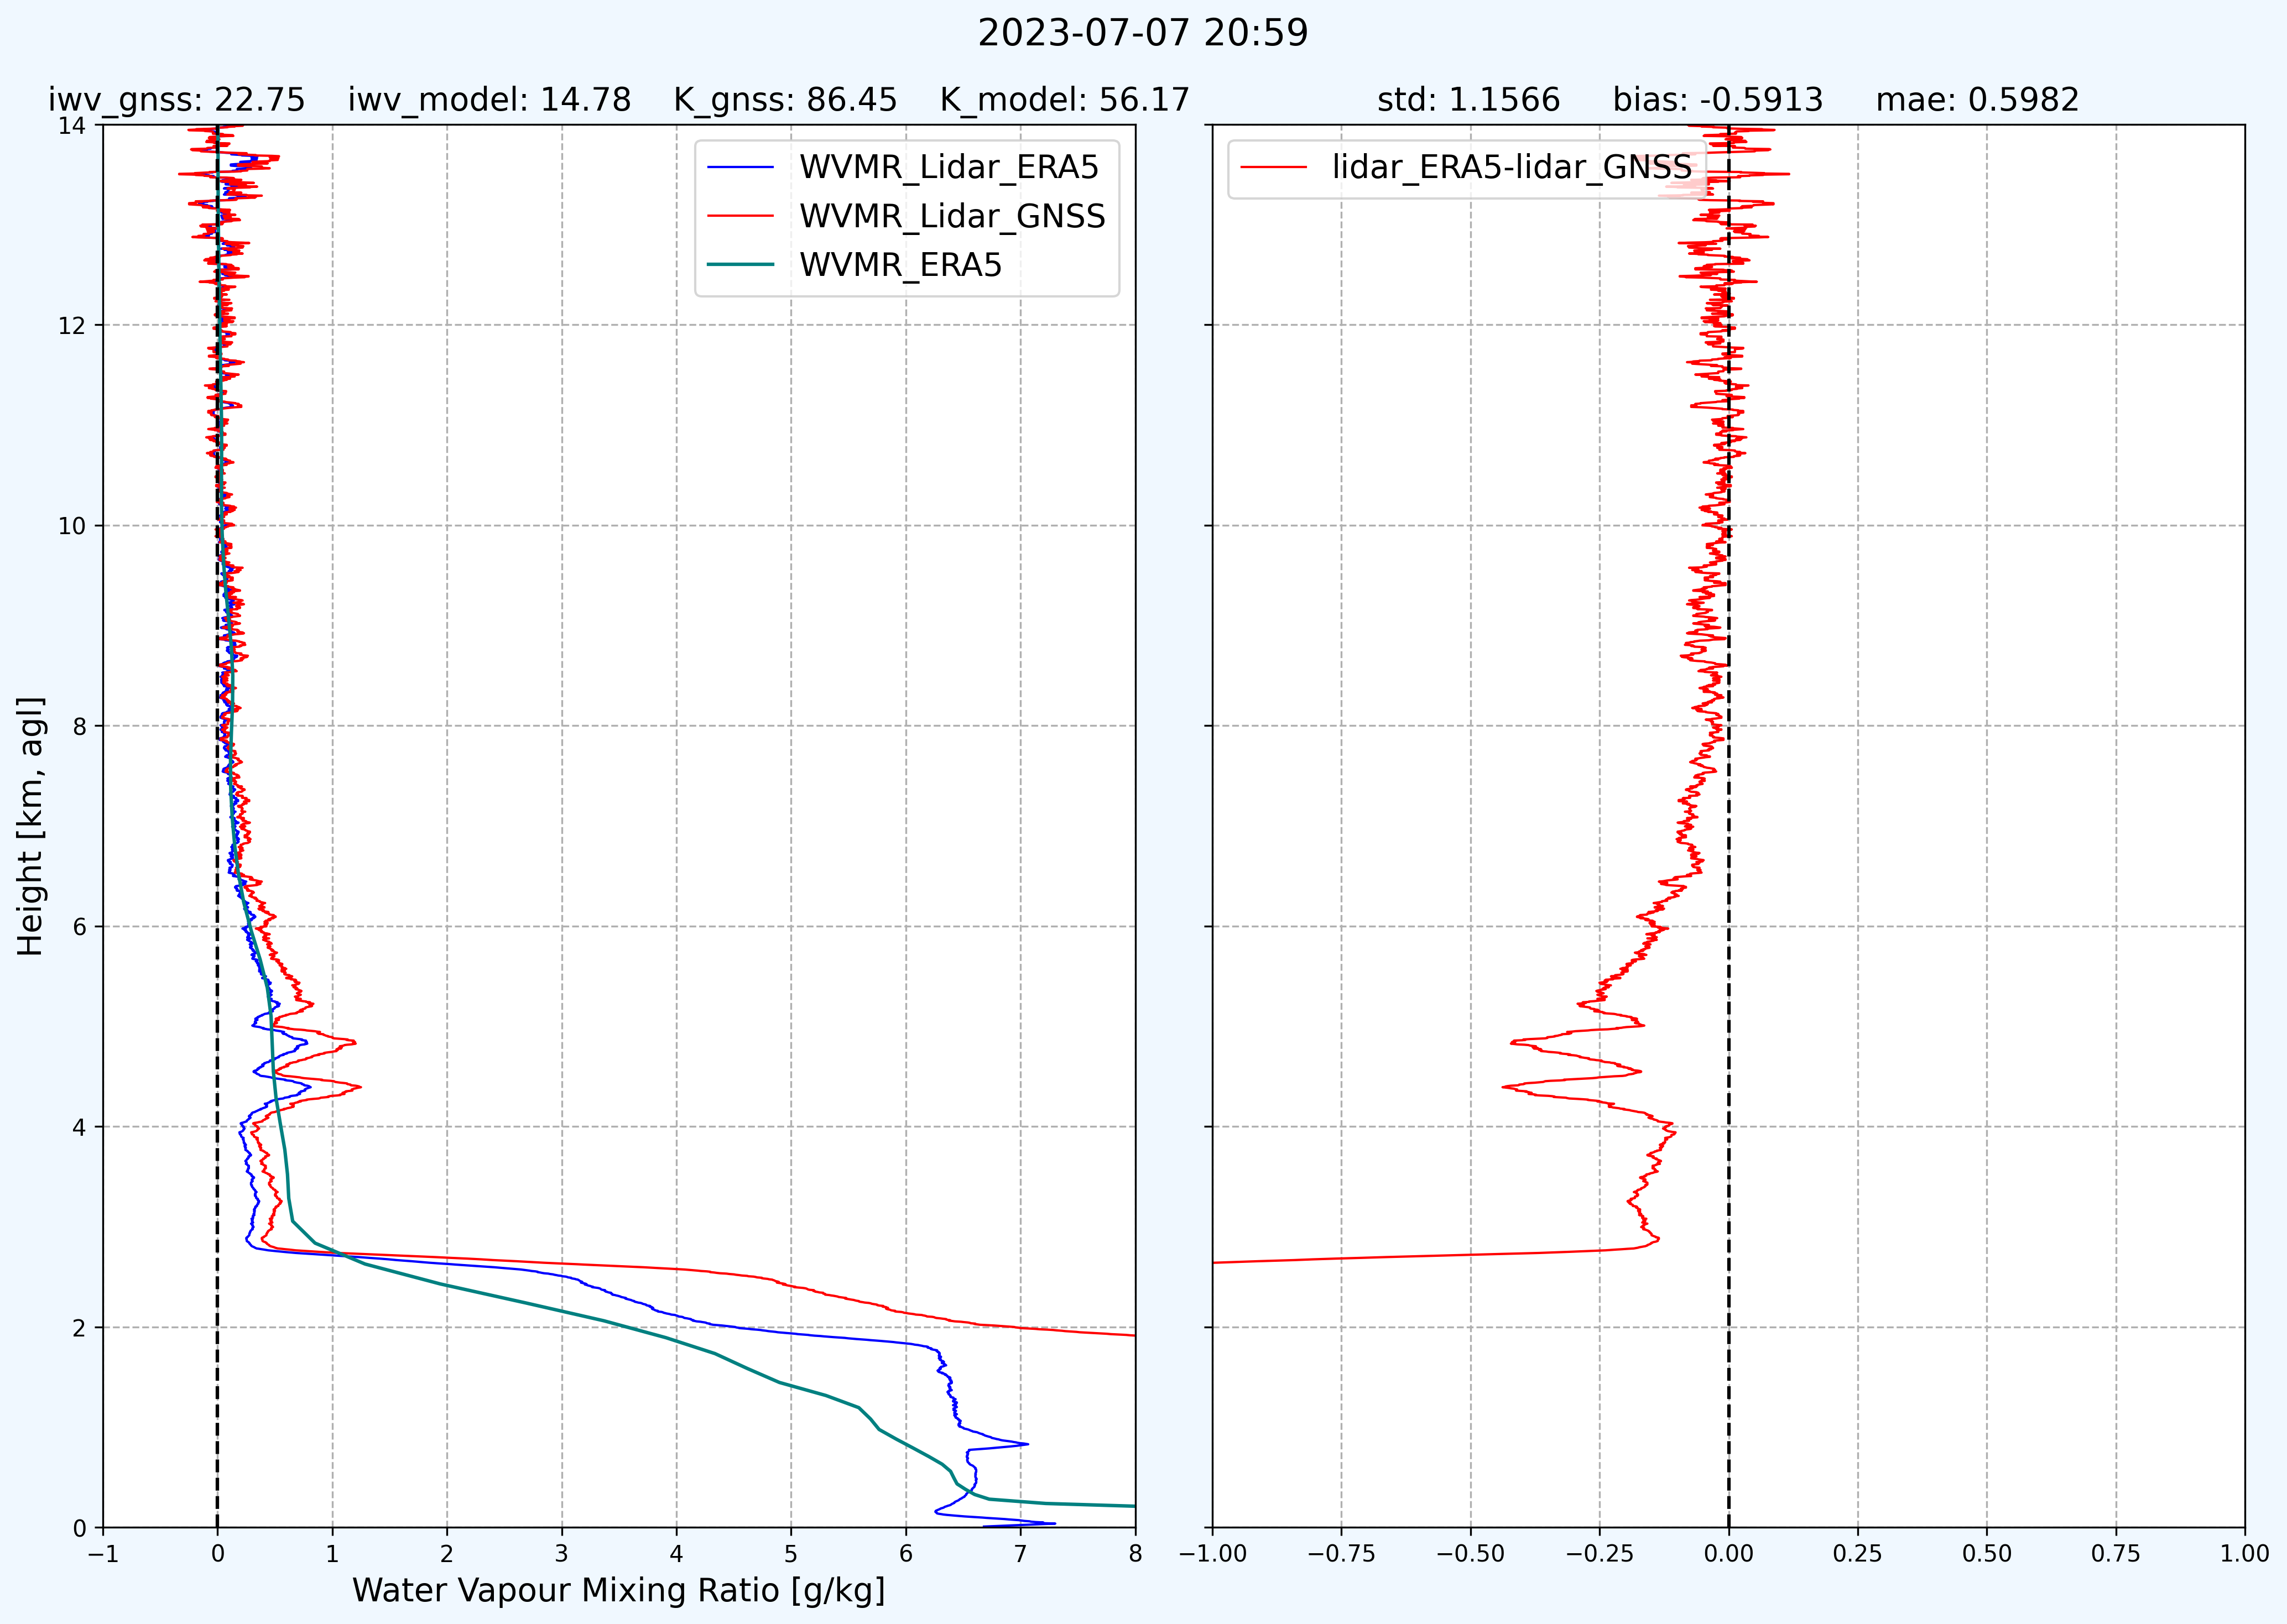 2023-07-07 20:59
iwv_gnss: 22.75 iwv_model: 14.78 K_gnss: 86.45 K_model: 56.17
std: 1.1566 bias: -0.5913 mae: 0.5982
WVMR_Lidar_ERA5
WVMR_Lidar_GNSS
WVMR_ERA5
lidar_ERA5-lidar_GNSS
14
12
10
8
6
4
2
0
Height [km, agl]
−1 0 1 2 3 4 5 6 7 8
Water Vapour Mixing Ratio [g/kg]
−1.00 −0.75 −0.50 −0.25 0.00 0.25 0.50 0.75 1.00